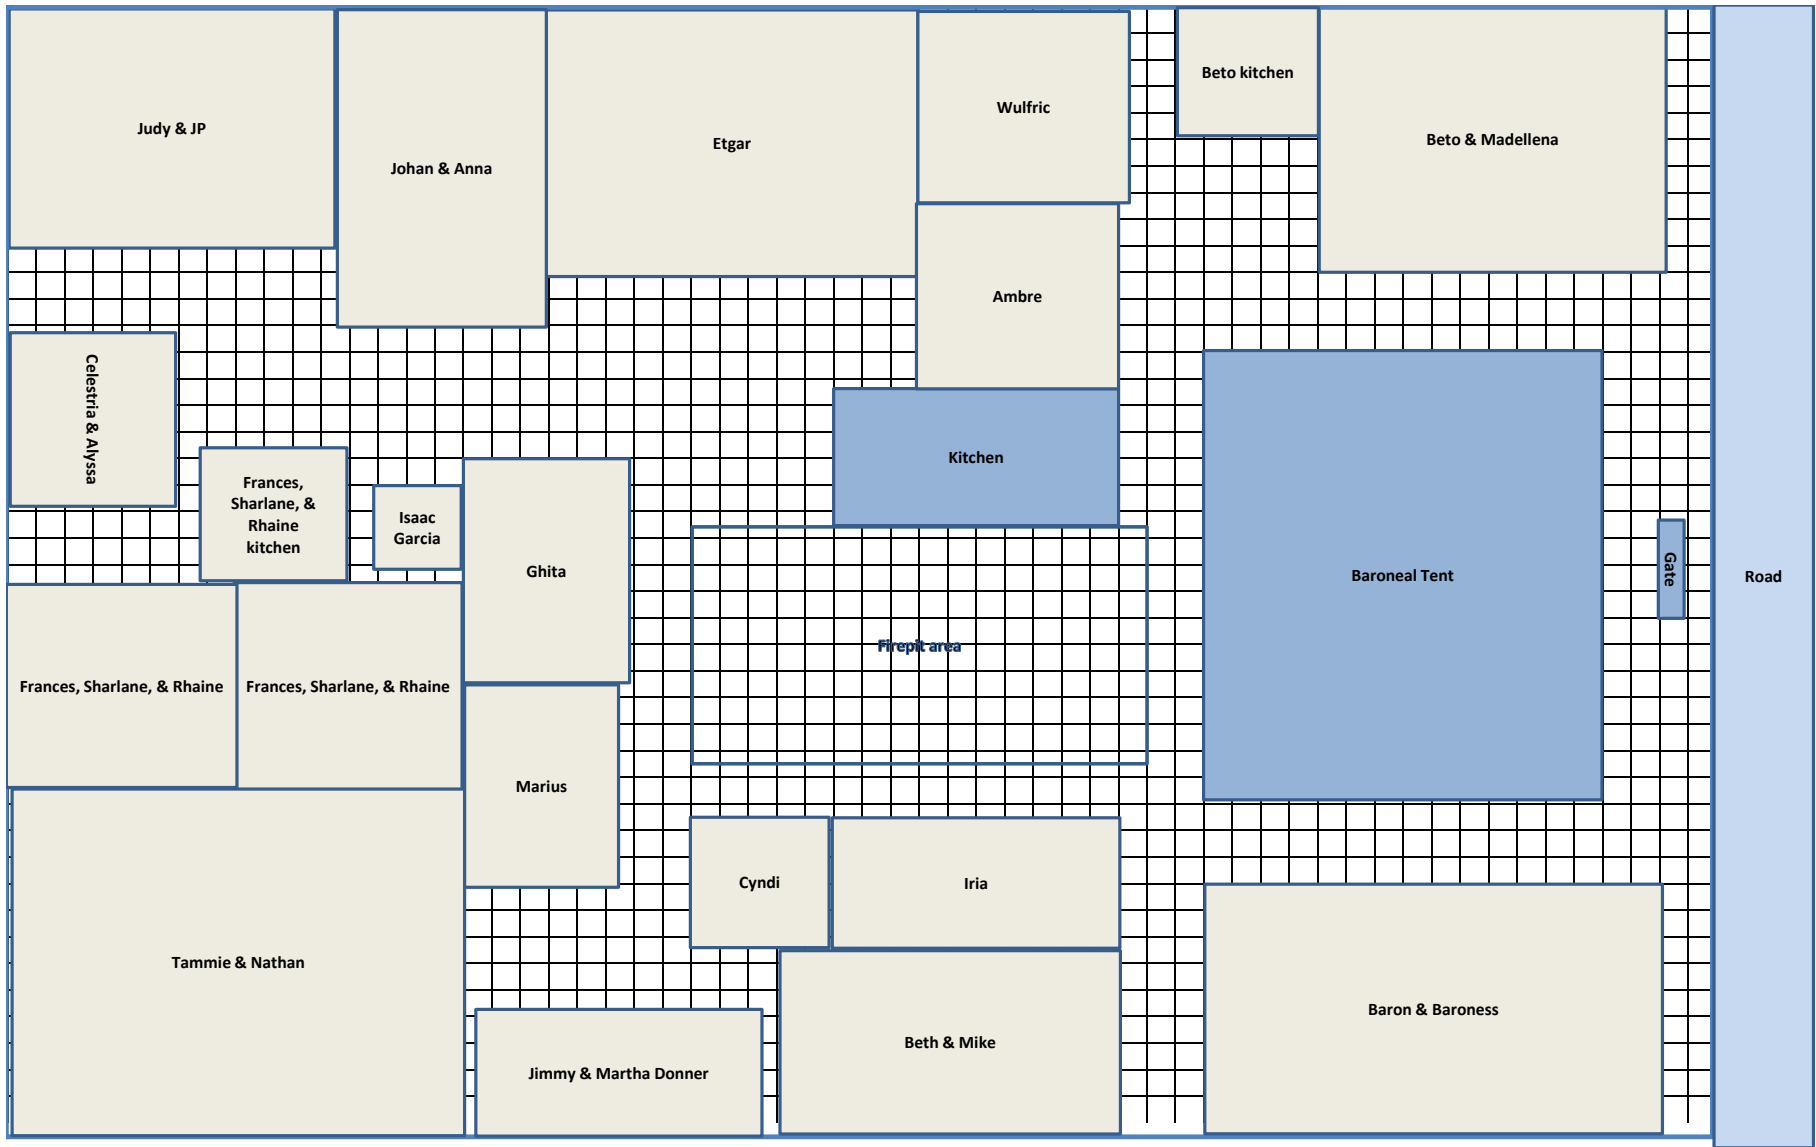 Judy & JP
Johan & Anna
Etgar
Wulfric
Beto kitchen
Beto & Madellena
Ambre
Celestria & Alyssa
Kitchen
Frances,
Sharlane, &
Rhaine
kitchen
Isaac
Garcia
Ghita
Baroneal Tent
Gate
Road
Firepit area
Frances, Sharlane, & Rhaine
Frances, Sharlane, & Rhaine
Marius
Cyndi
Iria
Tammie & Nathan
Baron & Baroness
Beth & Mike
Jimmy & Martha Donner